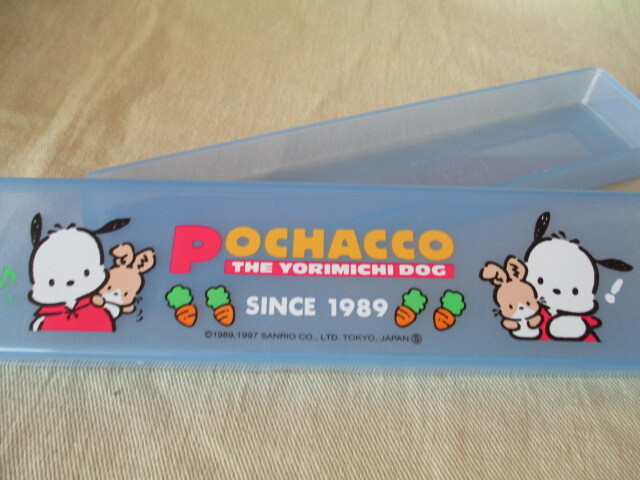 POCHACCO
THE YORIMICHI DOG
SINCE 1989
©1989,1997 SANRIO CO., LTD. TOKYO, JAPAN Ⓢ
!